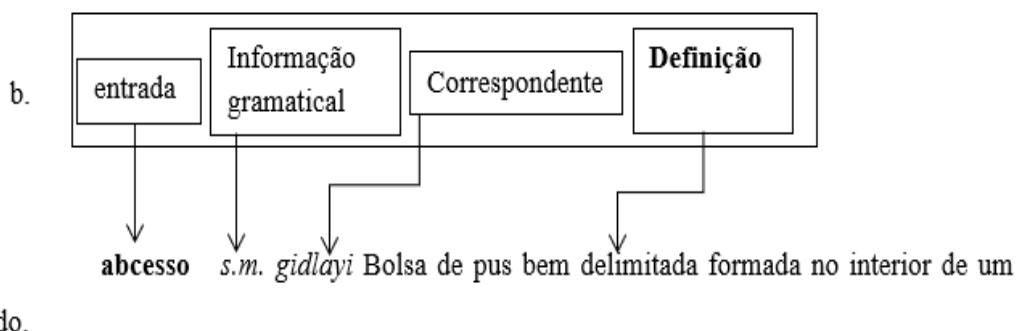 Informação
gramatical
Definição
b. entrada Correspondente
abcesso s.m. gidlayi Bolsa de pus bem delimitada formada no interior de um
do.